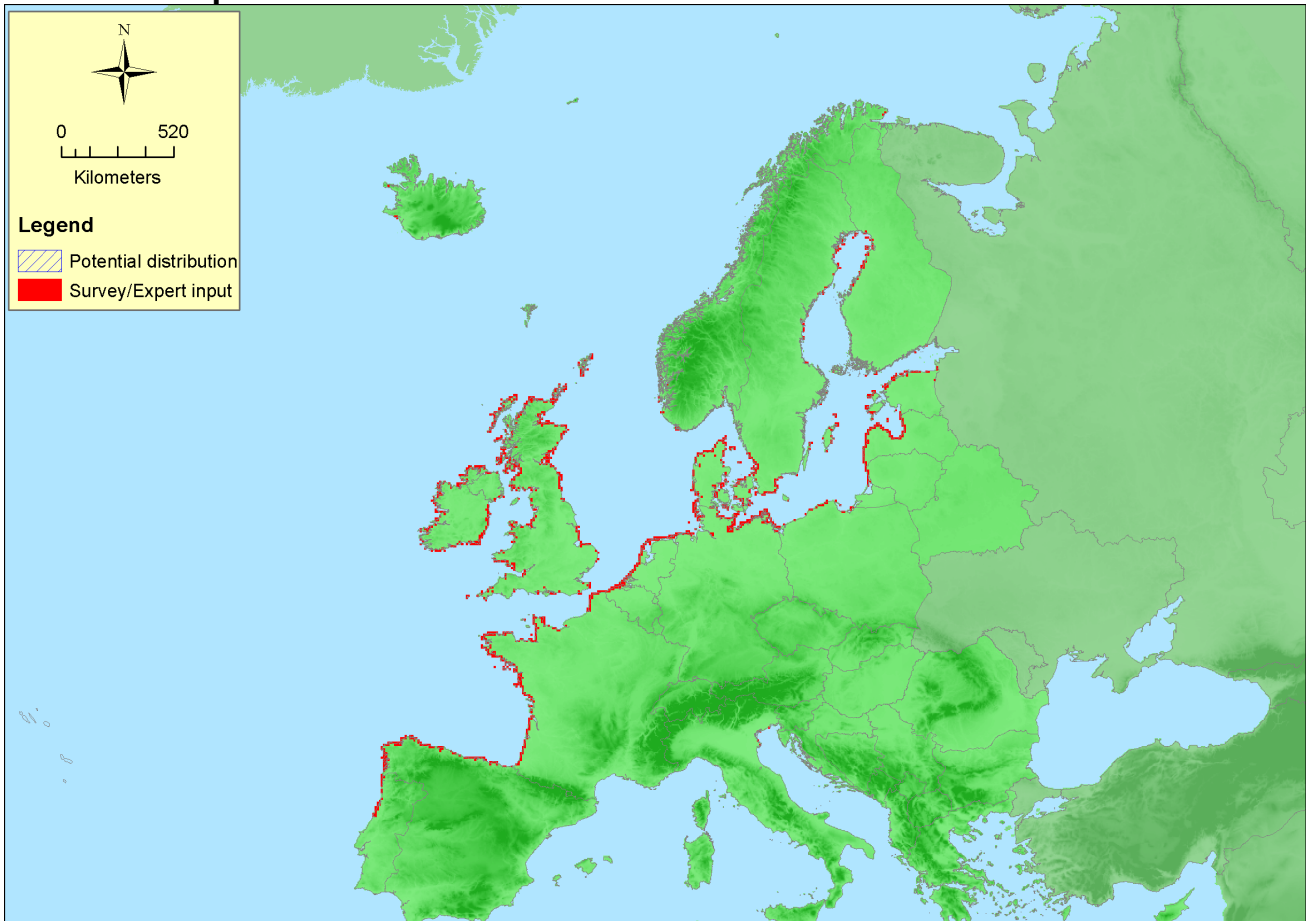 N
0 520
Kilometers
Legend
Potential distribution
Survey/Expert input